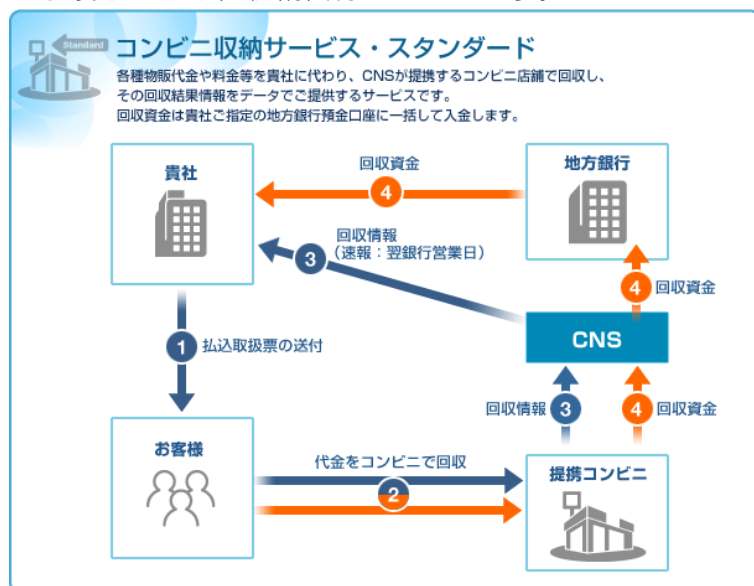 Standard
コンビニ収納サービス・スタンダード
各種物販代金や料金等を貴社に代わり、CNSが提携するコンビニ店舗で回収し、
その回収結果情報をデータでご提供するサービスです。
回収資金は貴社ご指定の地方銀行預金口座に一括して入金します。
貴社
回収資金
4
地方銀行
回収情報
（速報：翌銀行営業日）
3
4
回収資金
CNS
1
払込取扱票の送付
回収情報
3
4
回収資金
お客様
代金をコンビニで回収
2
提携コンビニ